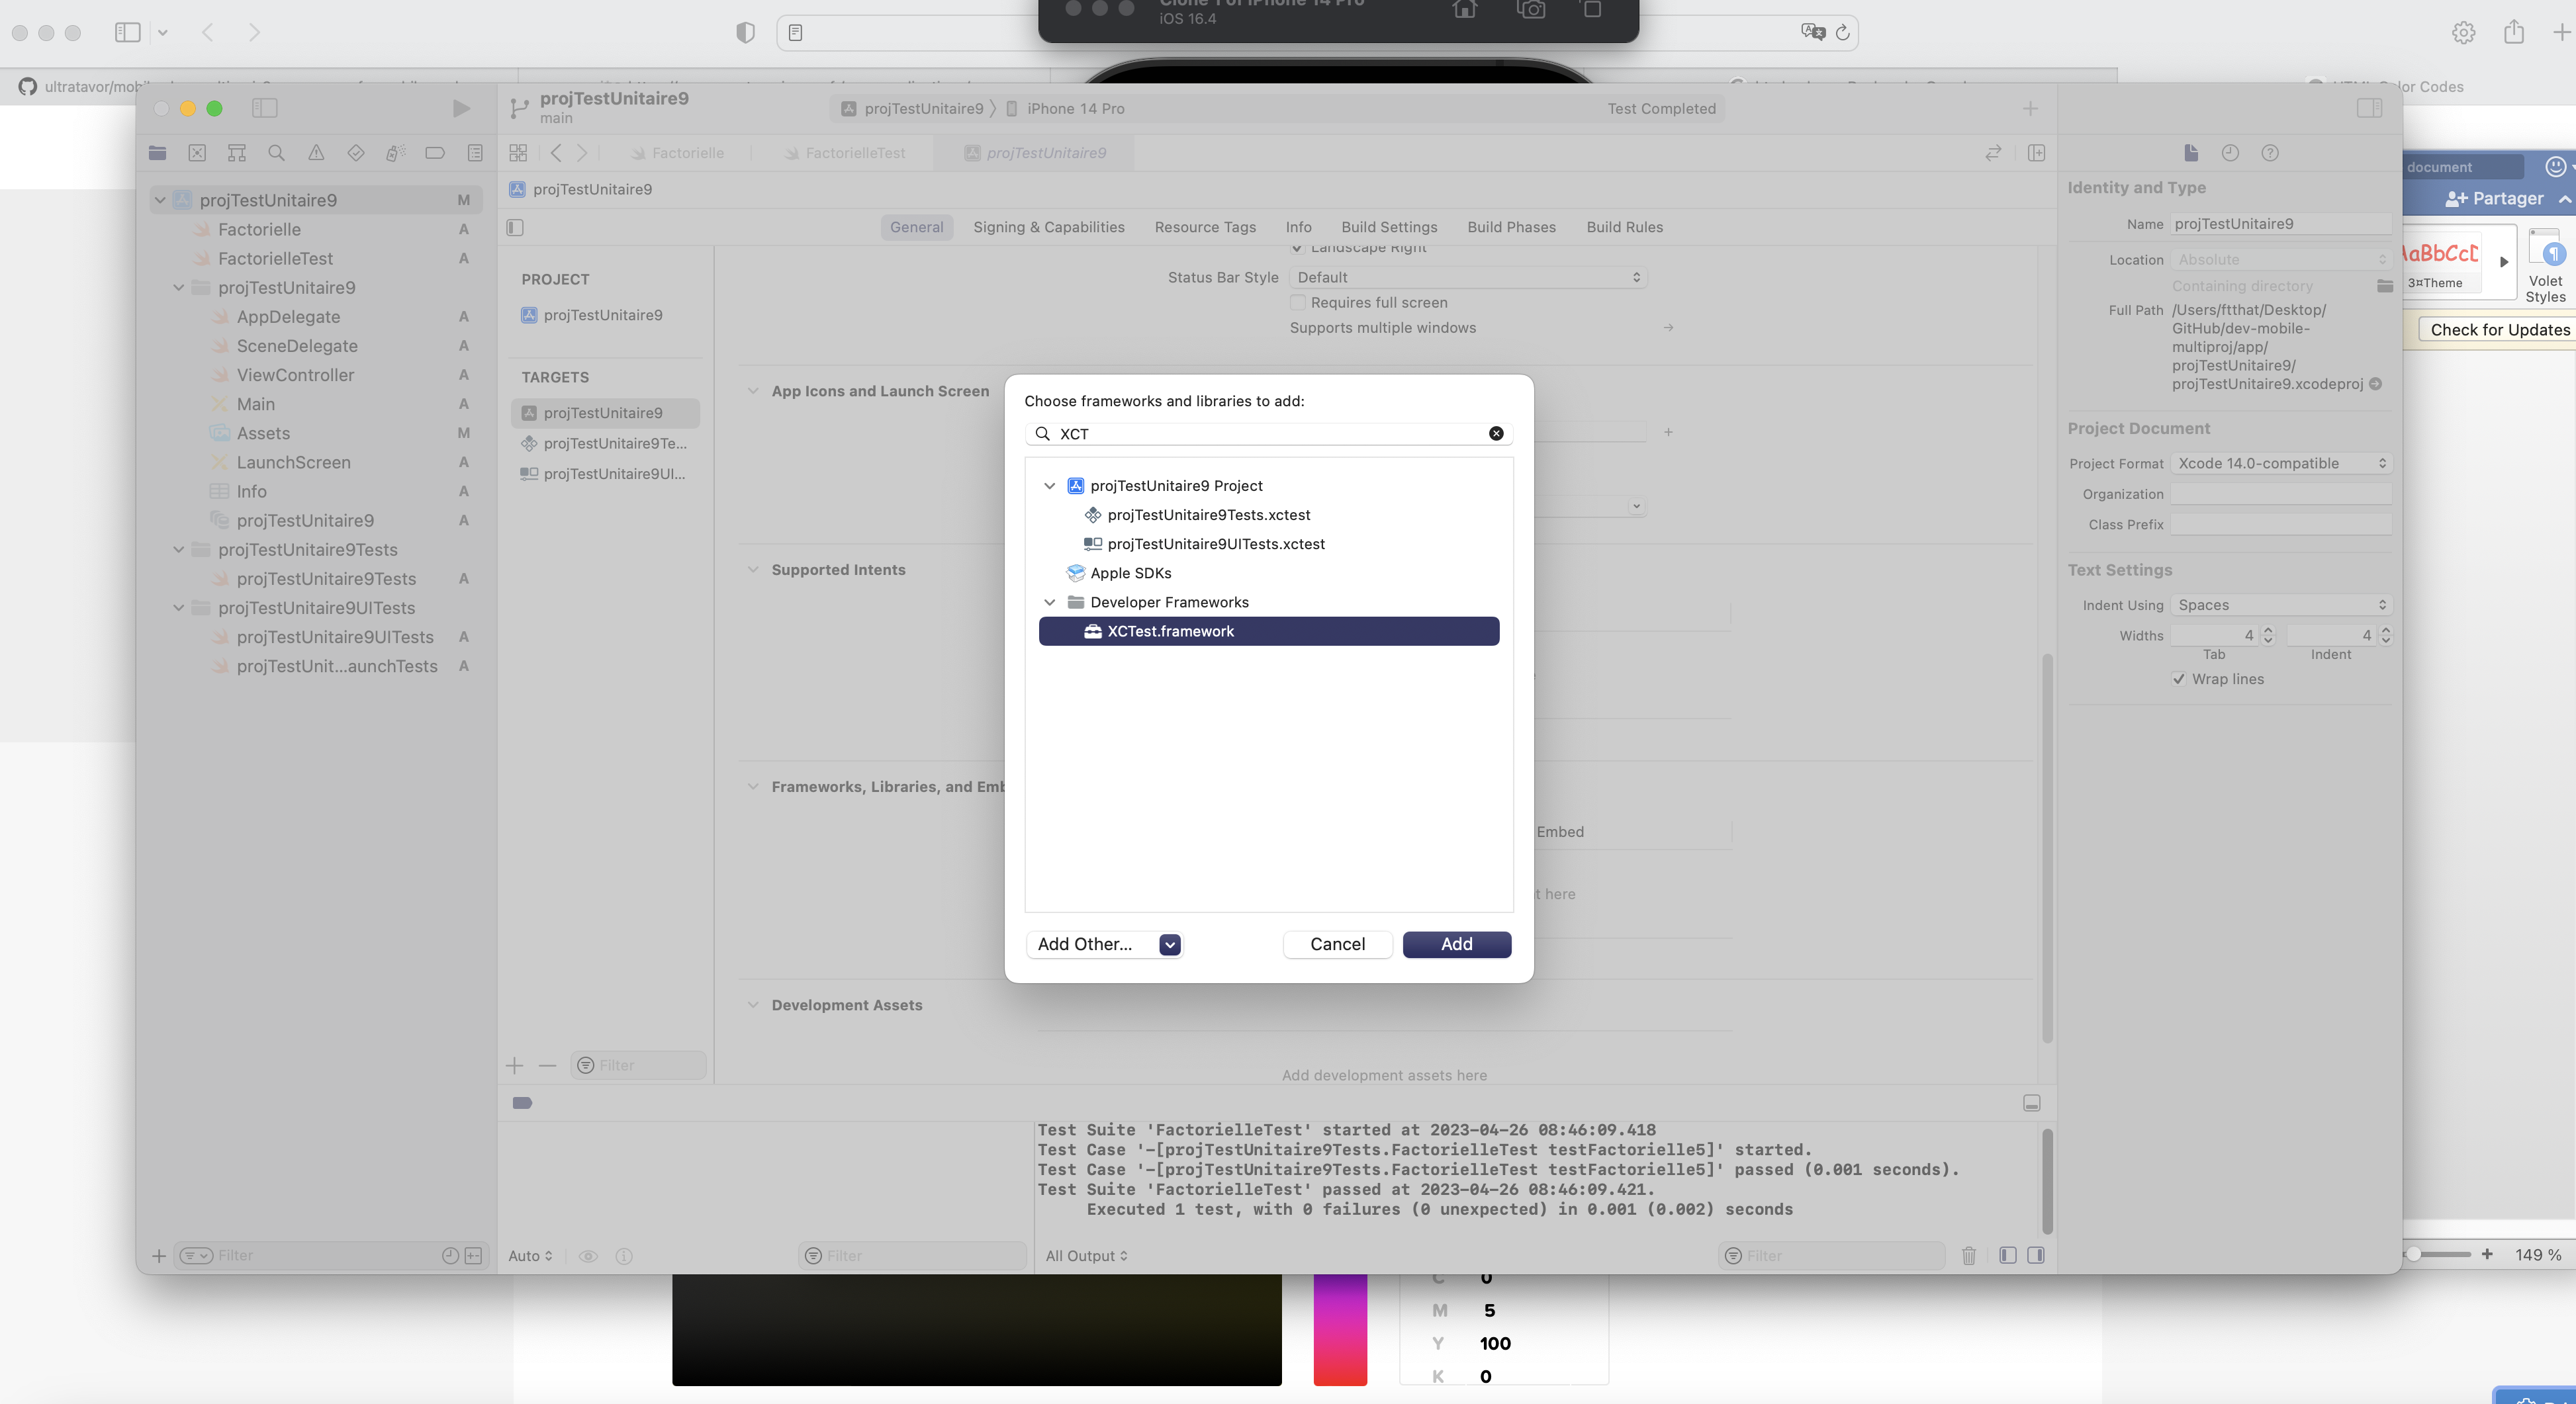 Clone 1 of iPhone 14 Pro
iOS 16.4
ultratavor/mobi
or Codes
projTestUnitaire9
main
projTestUnitaire9 〉 iPhone 14 Pro
Test Completed
Factorielle
FactorielleTest
projTestUnitaire9
projTestUnitaire9
General
Signing & Capabilities
Resource Tags
Info
Build Settings
Build Phases
Build Rules
projTestUnitaire9 M
Factorielle A
FactorielleTest A
projTestUnitaire9
AppDelegate A
SceneDelegate A
ViewController A
Main A
Assets M
LaunchScreen A
Info A
projTestUnitaire9 A
projTestUnitaire9Tests
projTestUnitaire9Tests A
projTestUnitaire9UITests
projTestUnitaire9UITests A
projTestUnit...aunchTests A
Filter
PROJECT
projTestUnitaire9
TARGETS
projTestUnitaire9
projTestUnitaire9Te...
projTestUnitaire9UI...
Filter
Landscape Right
Status Bar Style Default
Requires full screen
Supports multiple windows
App Icons and Launch Screen
Supported Intents
Frameworks, Libraries, and Emb
Embed
t here
Development Assets
Add development assets here
Choose frameworks and libraries to add:
XCT
projTestUnitaire9 Project
projTestUnitaire9Tests.xctest
projTestUnitaire9UITests.xctest
Apple SDKs
Developer Frameworks
XCTest.framework
Add Other...
Cancel
Add
Test Suite 'FactorielleTest' started at 2023-04-26 08:46:09.418
Test Case '-[projTestUnitaire9Tests.FactorielleTest testFactorielle5]' started.
Test Case '-[projTestUnitaire9Tests.FactorielleTest testFactorielle5]' passed (0.001 seconds).
Test Suite 'FactorielleTest' passed at 2023-04-26 08:46:09.421.
Executed 1 test, with 0 failures (0 unexpected) in 0.001 (0.002) seconds
Auto
Filter
All Output
Filter
Identity and Type
Name projTestUnitaire9
Location Absolute
Containing directory
Full Path /Users/ftthat/Desktop/
GitHub/dev-mobile-
multiproj/app/
projTestUnitaire9/
projTestUnitaire9.xcodeproj
Project Document
Project Format Xcode 14.0-compatible
Organization
Class Prefix
Text Settings
Indent Using Spaces
Widths 4 4
Tab Indent
Wrap lines
document
Partager
AaBbCcD
3¤Theme
Volet
Styles
Check for Updates
149 %
C 0
M 5
Y 100
K 0